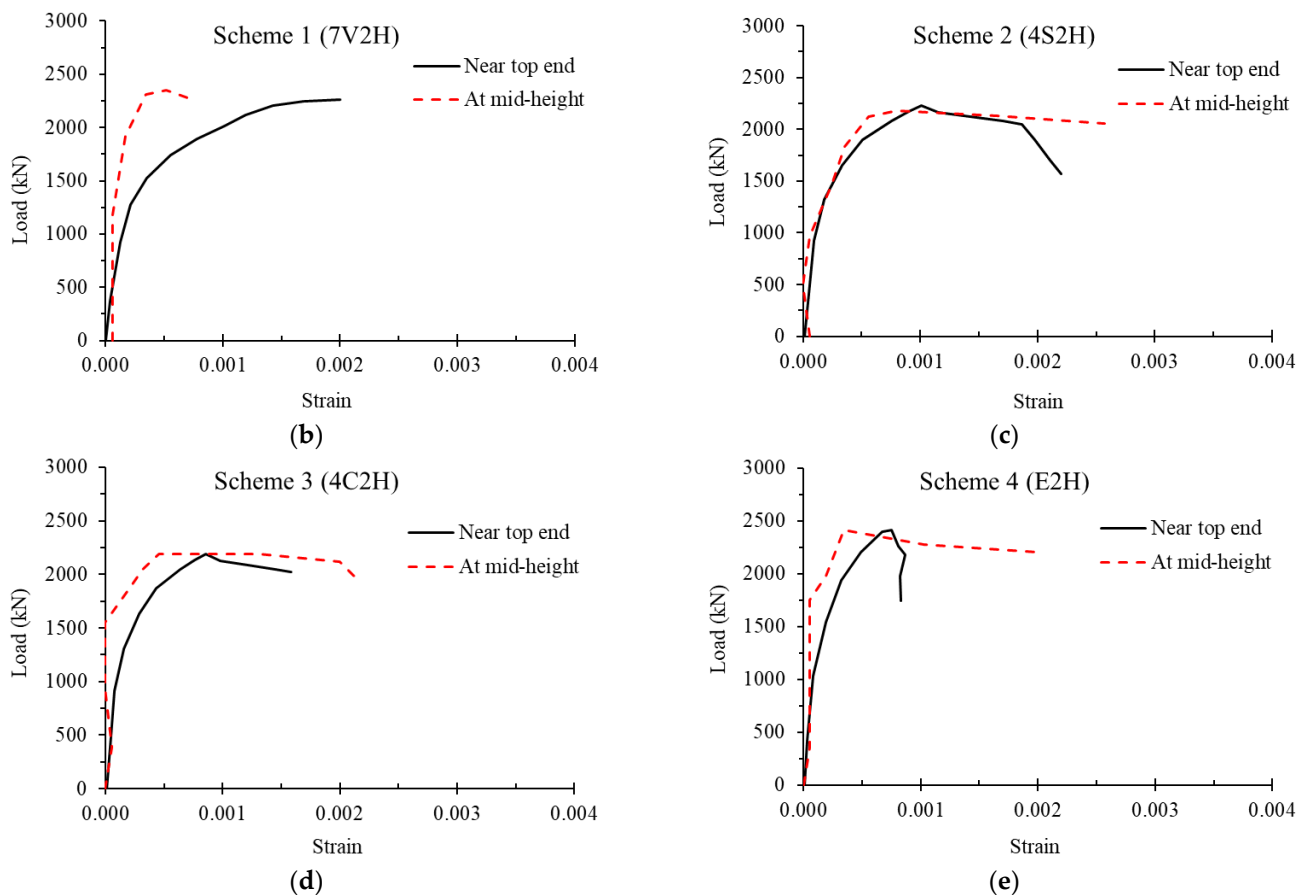 Scheme 1 (7V2H)
Near top end
At mid-height
Load (kN)
3000
2500
2000
1500
1000
500
0
0.000 0.001 0.002 0.003 0.004
Strain
(b)
Scheme 2 (4S2H)
Near top end
At mid-height
Load (kN)
3000
2500
2000
1500
1000
500
0
0.000 0.001 0.002 0.003 0.004
Strain
(c)
Scheme 3 (4C2H)
Near top end
At mid-height
Load (kN)
3000
2500
2000
1500
1000
500
0
0.000 0.001 0.002 0.003 0.004
Strain
(d)
Scheme 4 (E2H)
Near top end
At mid-height
Load (kN)
3000
2500
2000
1500
1000
500
0
0.000 0.001 0.002 0.003 0.004
Strain
(e)